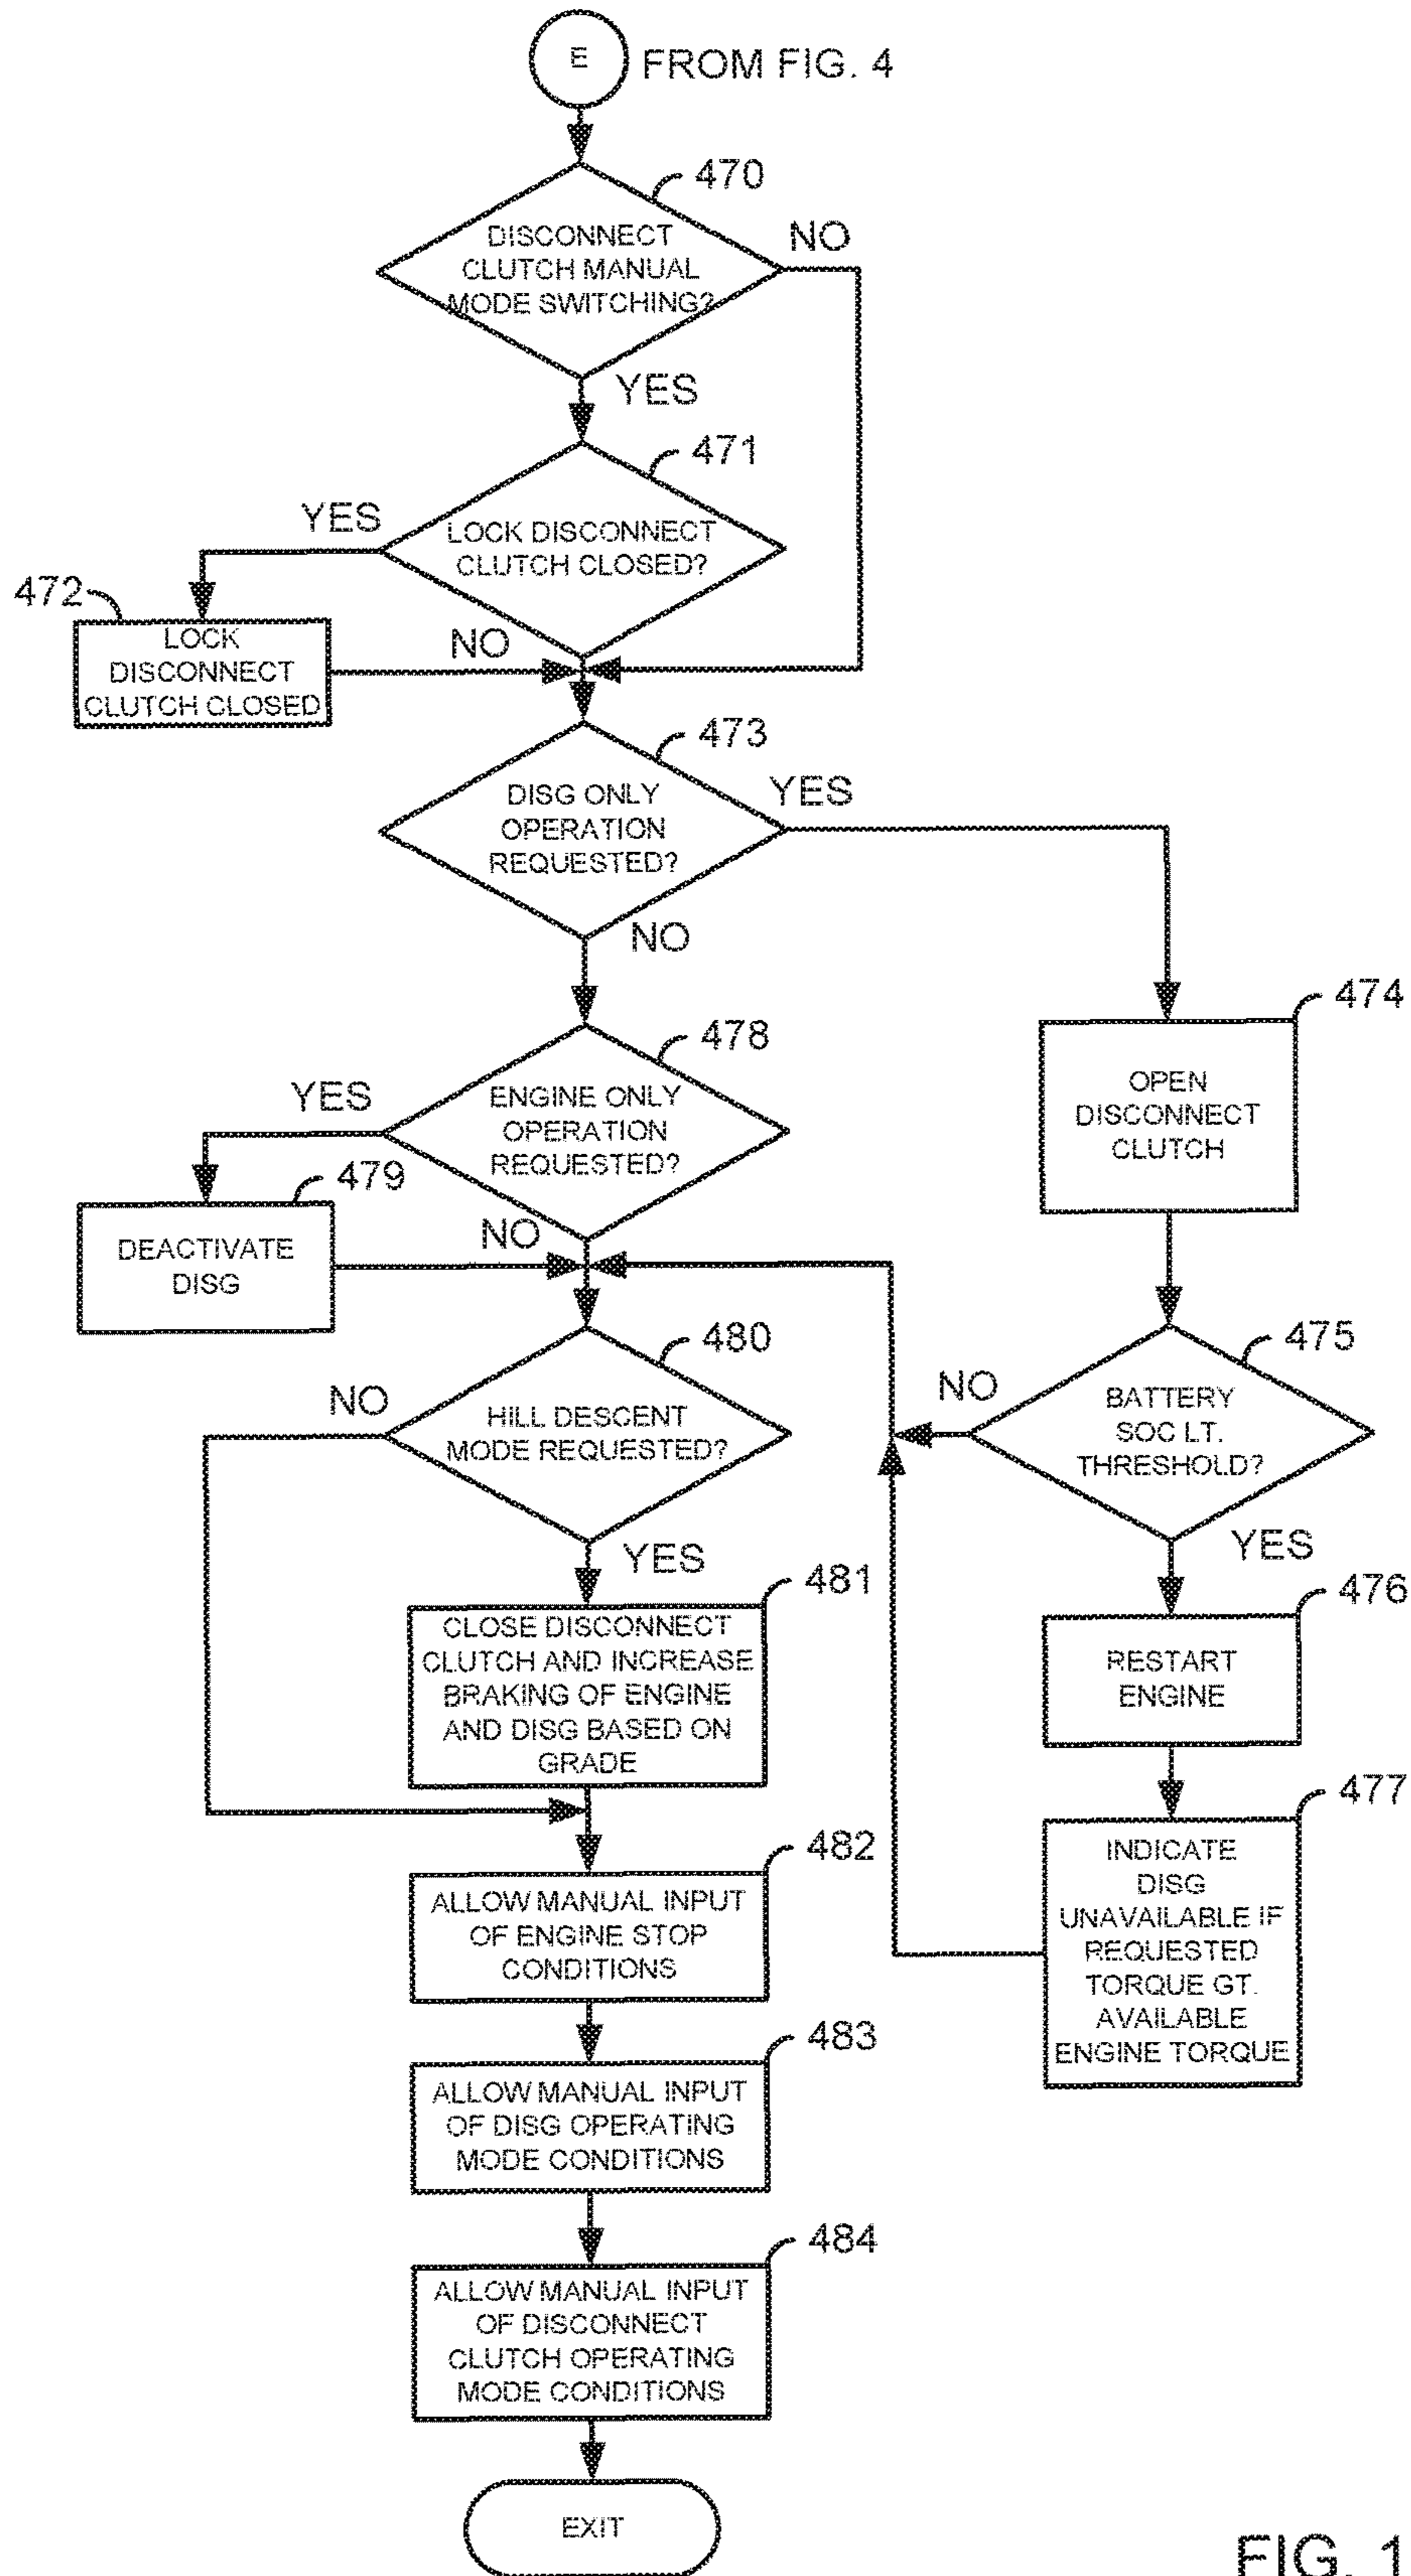 E
FROM FIG. 4
470
DISCONNECT
CLUTCH MANUAL
MODE SWITCHING?
NO
YES
471
LOCK DISCONNECT
CLUTCH CLOSED?
YES
472
LOCK
DISCONNECT
CLUTCH CLOSED
NO
473
DISG ONLY
OPERATION
REQUESTED?
YES
NO
474
OPEN
DISCONNECT
CLUTCH
478
ENGINE ONLY
OPERATION
REQUESTED?
YES
479
DEACTIVATE
DISG
NO
475
BATTERY
SOC LT.
THRESHOLD?
NO
YES
480
HILL DESCENT
MODE REQUESTED?
NO
YES
476
RESTART
ENGINE
481
CLOSE DISCONNECT
CLUTCH AND INCREASE
BRAKING OF ENGINE
AND DISG BASED ON
GRADE
477
INDICATE
DISG
UNAVAILABLE IF
REQUESTED
TORQUE GT.
AVAILABLE
ENGINE TORQUE
482
ALLOW MANUAL INPUT
OF ENGINE STOP
CONDITIONS
483
ALLOW MANUAL INPUT
OF DISG OPERATING
MODE CONDITIONS
484
ALLOW MANUAL INPUT
OF DISCONNECT
CLUTCH OPERATING
MODE CONDITIONS
EXIT
FIG. 1